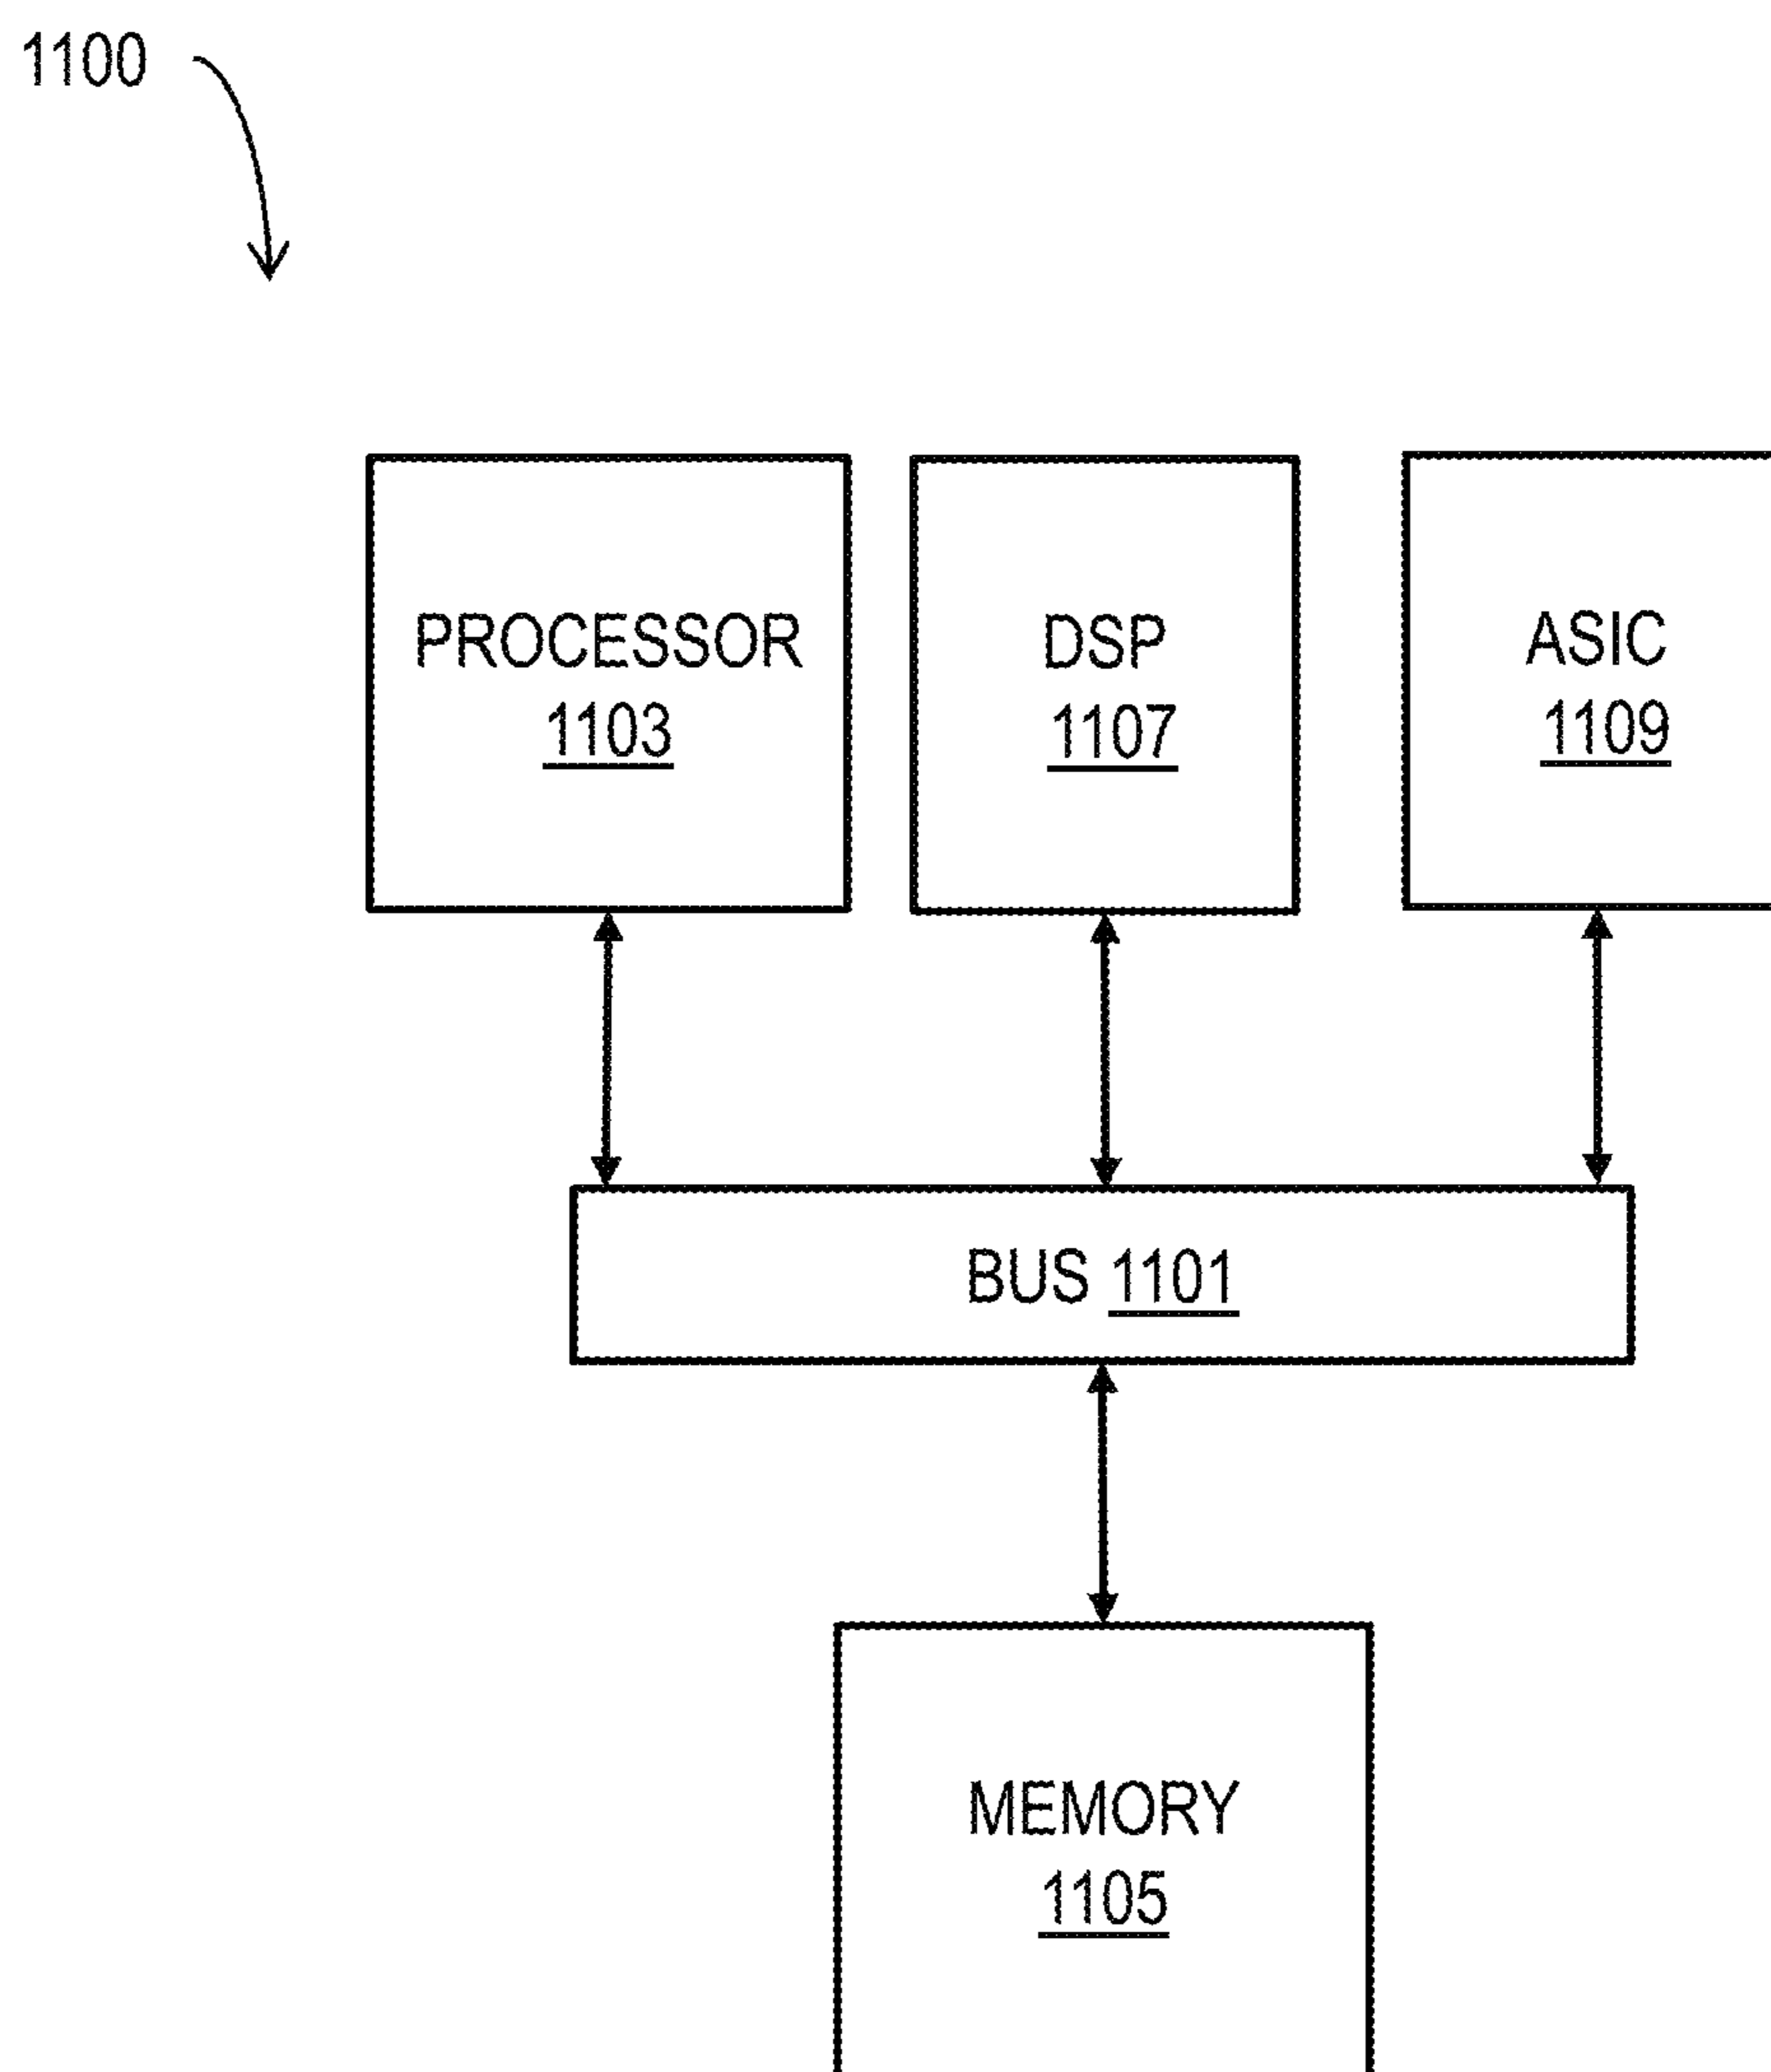 1100
PROCESSOR
1103
DSP
1107
ASIC
1109
BUS 1101
MEMORY
1105